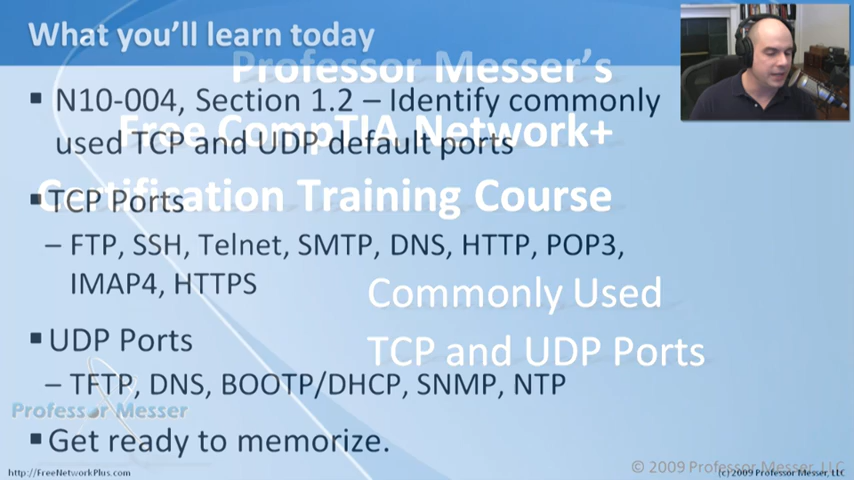 What you'll learn today
Professor Messer's
▪ N10-004, Section 1.2 – Identify commonly
Free CompTIA Network+
used TCP and UDP default ports
Certification Training Course
▪ TCP Ports
– FTP, SSH, Telnet, SMTP, DNS, HTTP, POP3,
IMAP4, HTTPS
Commonly Used
▪ UDP Ports
TCP and UDP Ports
– TFTP, DNS, BOOTP/DHCP, SNMP, NTP
Professor Messer
▪ Get ready to memorize.
© 2009 Professor Messer, LLC
http://FreeNetworkPlus.com
(c) 2009 Professor Messer, LLC